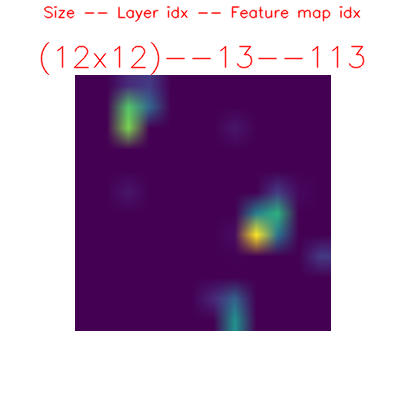 Size -- Layer idx -- Feature map idx
(12x12)--13--113